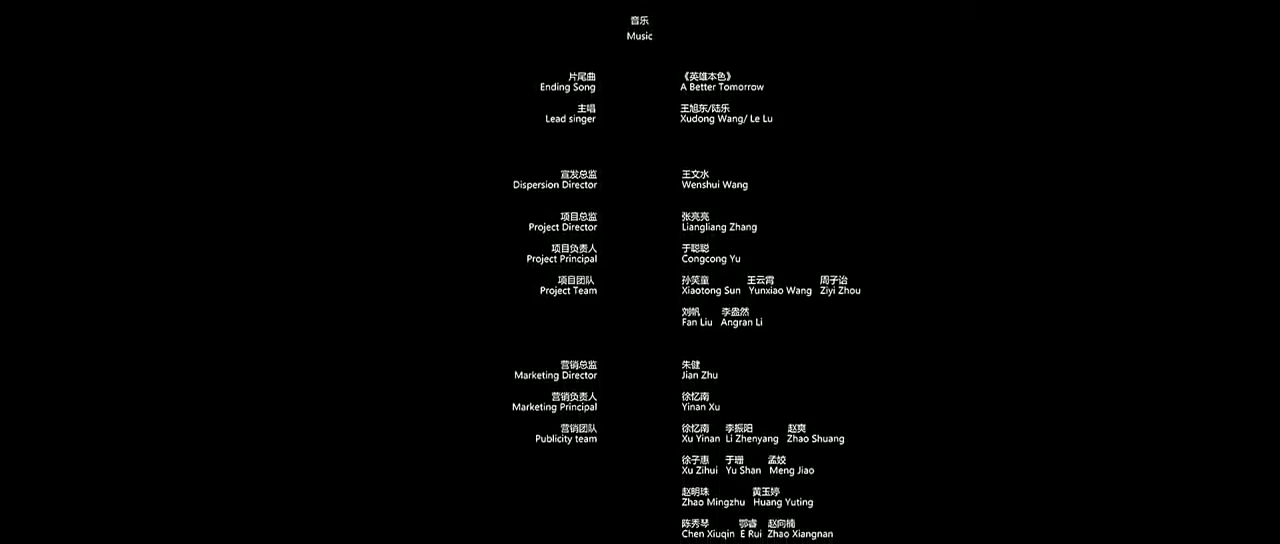 音乐
Music
片尾曲 《英雄本色》
Ending Song A Better Tomorrow
主唱 王旭东/陆乐
Lead singer Xudong Wang/ Le Lu
宣发总监 王文水
Dispersion Director Wenshui Wang
项目总监 张亮亮
Project Director Liangliang Zhang
项目负责人 于聪聪
Project Principal Congcong Yu
项目团队 孙笑童 王云霄 周子诒
Project Team Xiaotong Sun Yunxiao Wang Ziyi Zhou
刘帆 李盎然
Fan Liu Angran Li
营销总监 朱健
Marketing Director Jian Zhu
营销负责人 徐忆南
Marketing Principal Yinan Xu
营销团队 徐忆南 李振阳 赵爽
Publicity team Xu Yinan Li Zhenyang Zhao Shuang
徐子惠 于珊 孟姣
Xu Zihui Yu Shan Meng Jiao
赵明珠 黄玉婷
Zhao Mingzhu Huang Yuting
陈秀琴 鄂睿 赵向楠
Chen Xiuqin E Rui Zhao Xiangnan